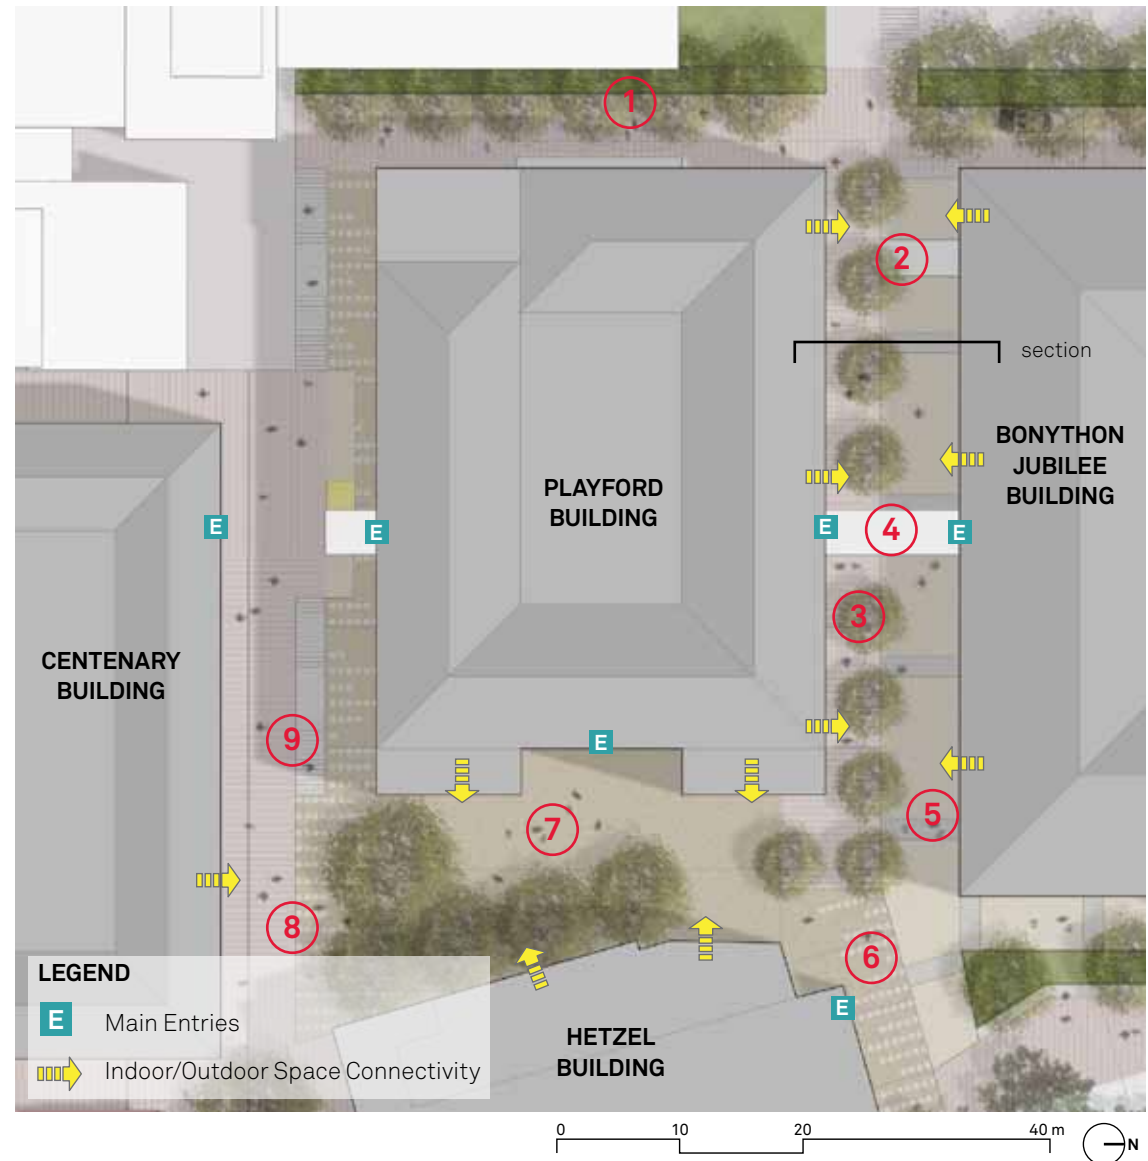 1
2
section
BONYTHON
JUBILEE
BUILDING
PLAYFORD
BUILDING
E
E
E
4
E
3
CENTENARY
BUILDING
9
E
7
5
8
6
LEGEND
E Main Entries
Indoor/Outdoor Space Connectivity
E
HETZEL
BUILDING
0 10 20 40 m
N